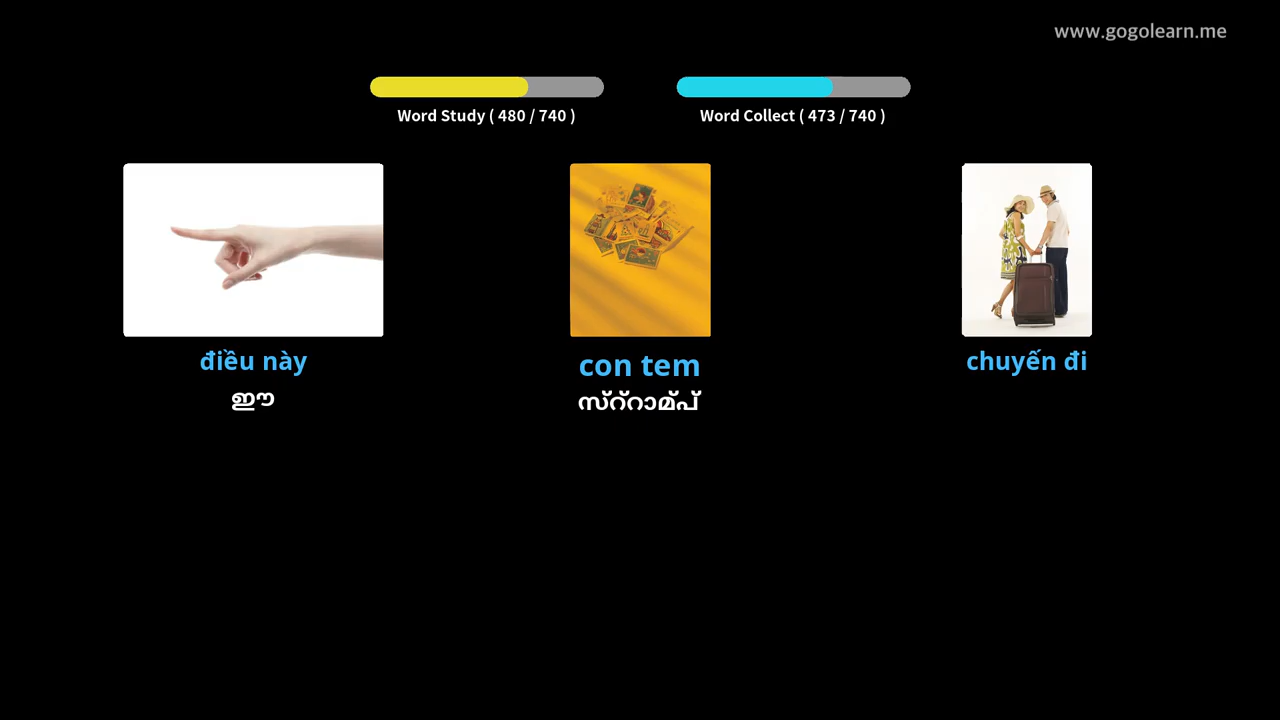 www.gogolearn.me
Word Study ( 480 / 740 )
Word Collect ( 473 / 740 )
điều này
ഈ
con tem
സ്റ്റാമ്പ്
chuyến đi